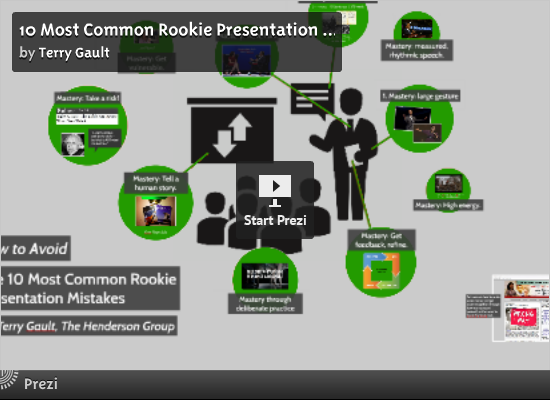 10 Most Common Rookie Presentation ...
by Terry Gault
Mastery: Get
Mastery: measured,
rhythmic speech.
Mastery: Take a risk!
1. Mastery: large gesture
Mastery: Tell a
human story.
Start Prezi
Mastery: High energy.
Mastery: Get
feedback, refine.
w to Avoid
e 10 Most Common Rookie
sentation Mistakes
Terry Gault, The Henderson Group
Mastery through
deliberate practice
Prezi